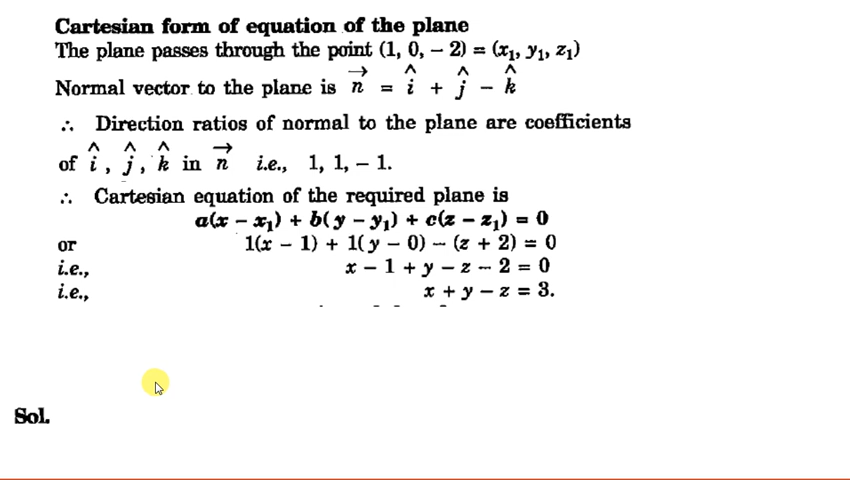 Cartesian form of equation of the plane
The plane passes through the point (1, 0, – 2) = (x₁, y₁, z₁)
Normal vector to the plane is n⃗ = î + ĵ – k̂
∴ Direction ratios of normal to the plane are coefficients
of î, ĵ, k̂ in n⃗ i.e., 1, 1, – 1.
∴ Cartesian equation of the required plane is
a(x – x₁) + b(y – y₁) + c(z – z₁) = 0
or 1(x – 1) + 1(y – 0) – (z + 2) = 0
i.e., x – 1 + y – z – 2 = 0
i.e., x + y – z = 3.
Sol.